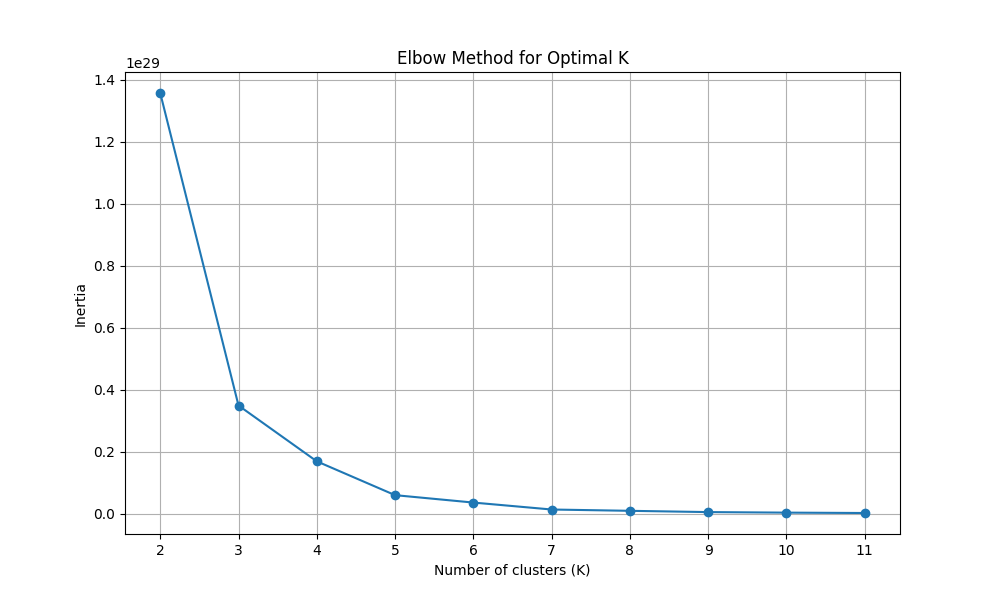 Elbow Method for Optimal K
1e29
1.4
1.2
1.0
0.8
0.6
0.4
0.2
0.0
Inertia
2 3 4 5 6 7 8 9 10 11
Number of clusters (K)